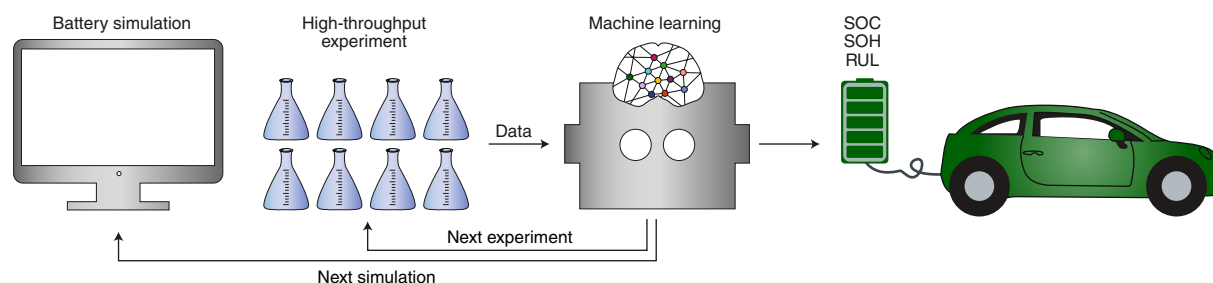 Battery simulation
High-throughput
experiment
Machine learning
SOC
SOH
RUL
Data
Next experiment
Next simulation